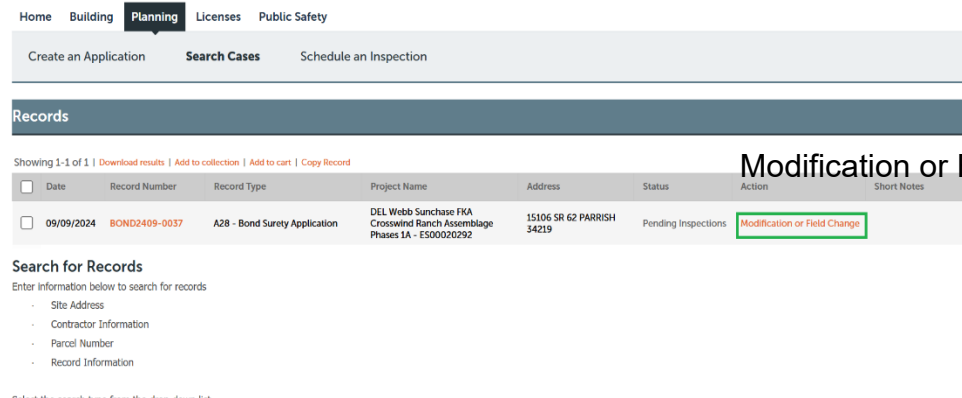 Home Building Planning Licenses Public Safety
Create an Application Search Cases Schedule an Inspection
Records
Showing 1-1 of 1 | Download results | Add to collection | Add to cart | Copy Record
Modification or
Date Record Number Record Type Project Name Address Status Action Short Notes
09/09/2024 BOND2409-0037 A28 - Bond Surety Application DEL Webb Sunchase FKA Crosswind Ranch Assemblage Phases 1A - ES00020292 15106 SR 62 PARRISH 34219 Pending Inspections Modification or Field Change
Search for Records
Enter information below to search for records
· Site Address
· Contractor Information
· Parcel Number
· Record Information